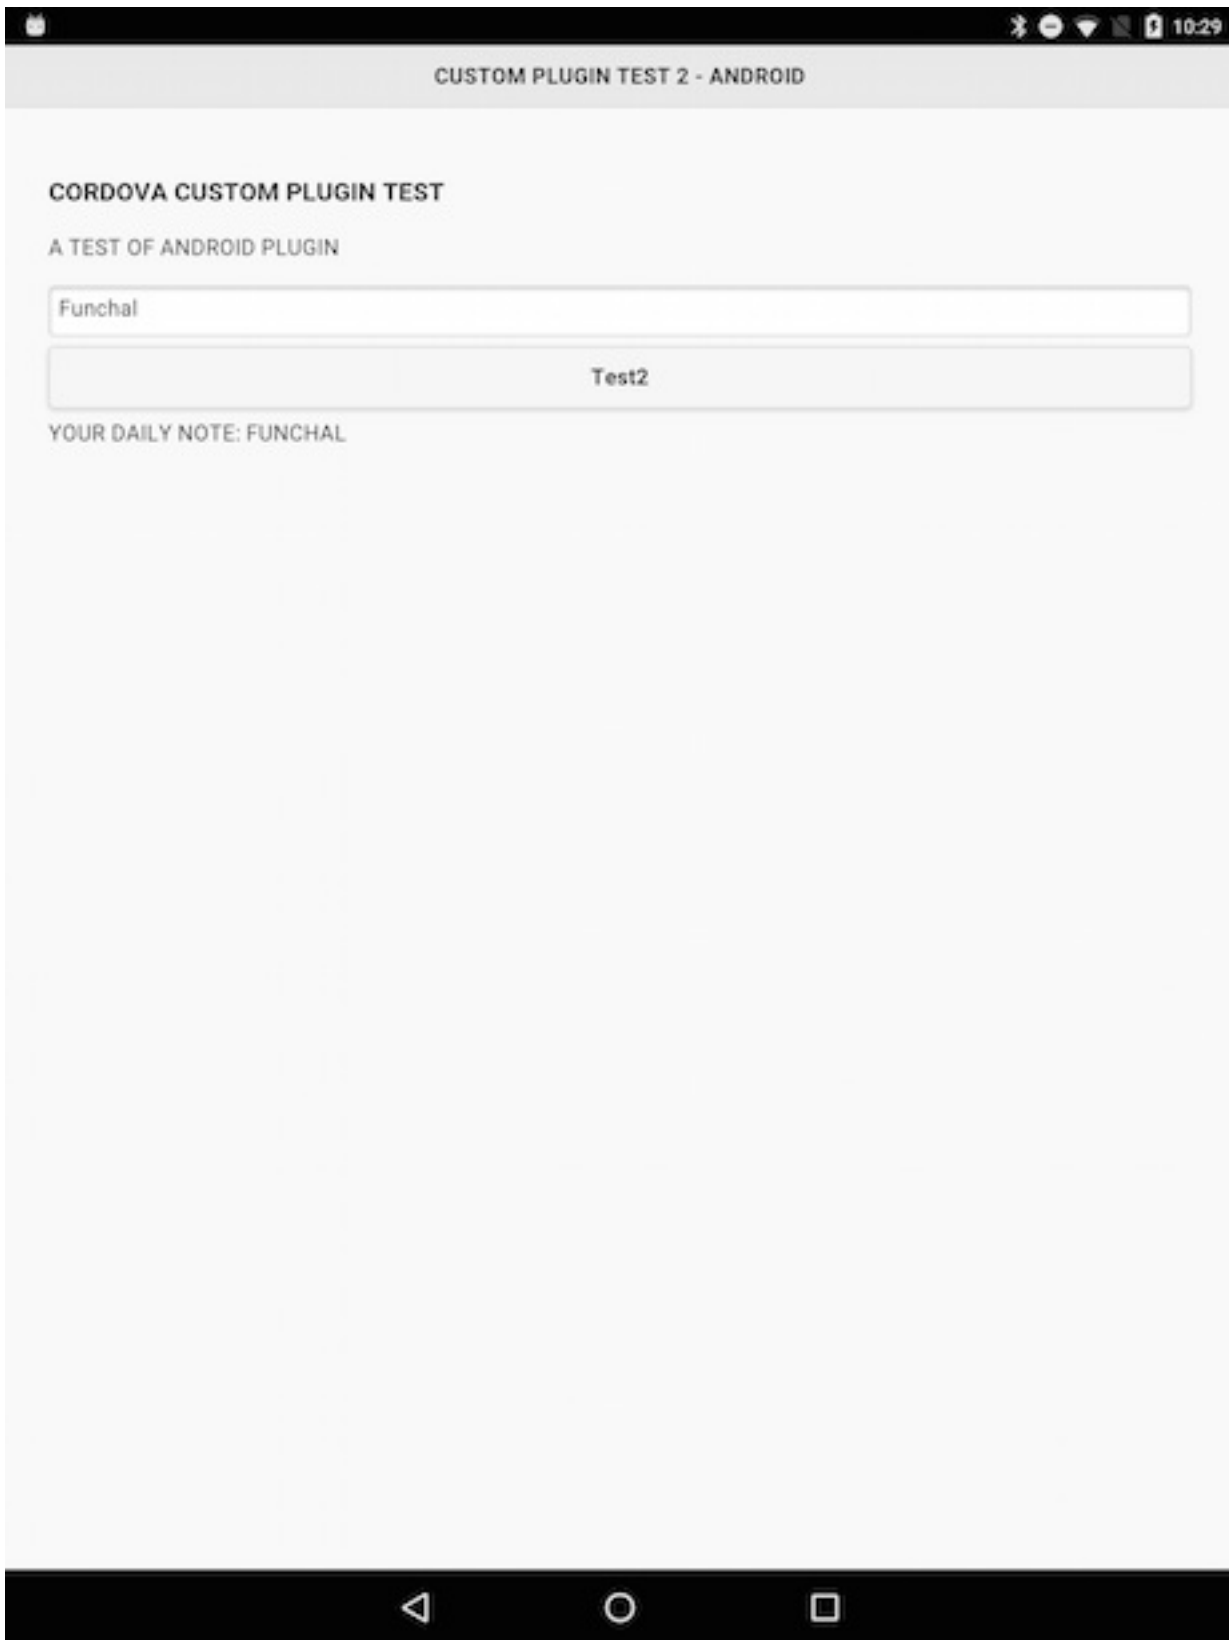 10:29
CUSTOM PLUGIN TEST 2 - ANDROID
CORDOVA CUSTOM PLUGIN TEST
A TEST OF ANDROID PLUGIN
Funchal
Test2
YOUR DAILY NOTE: FUNCHAL